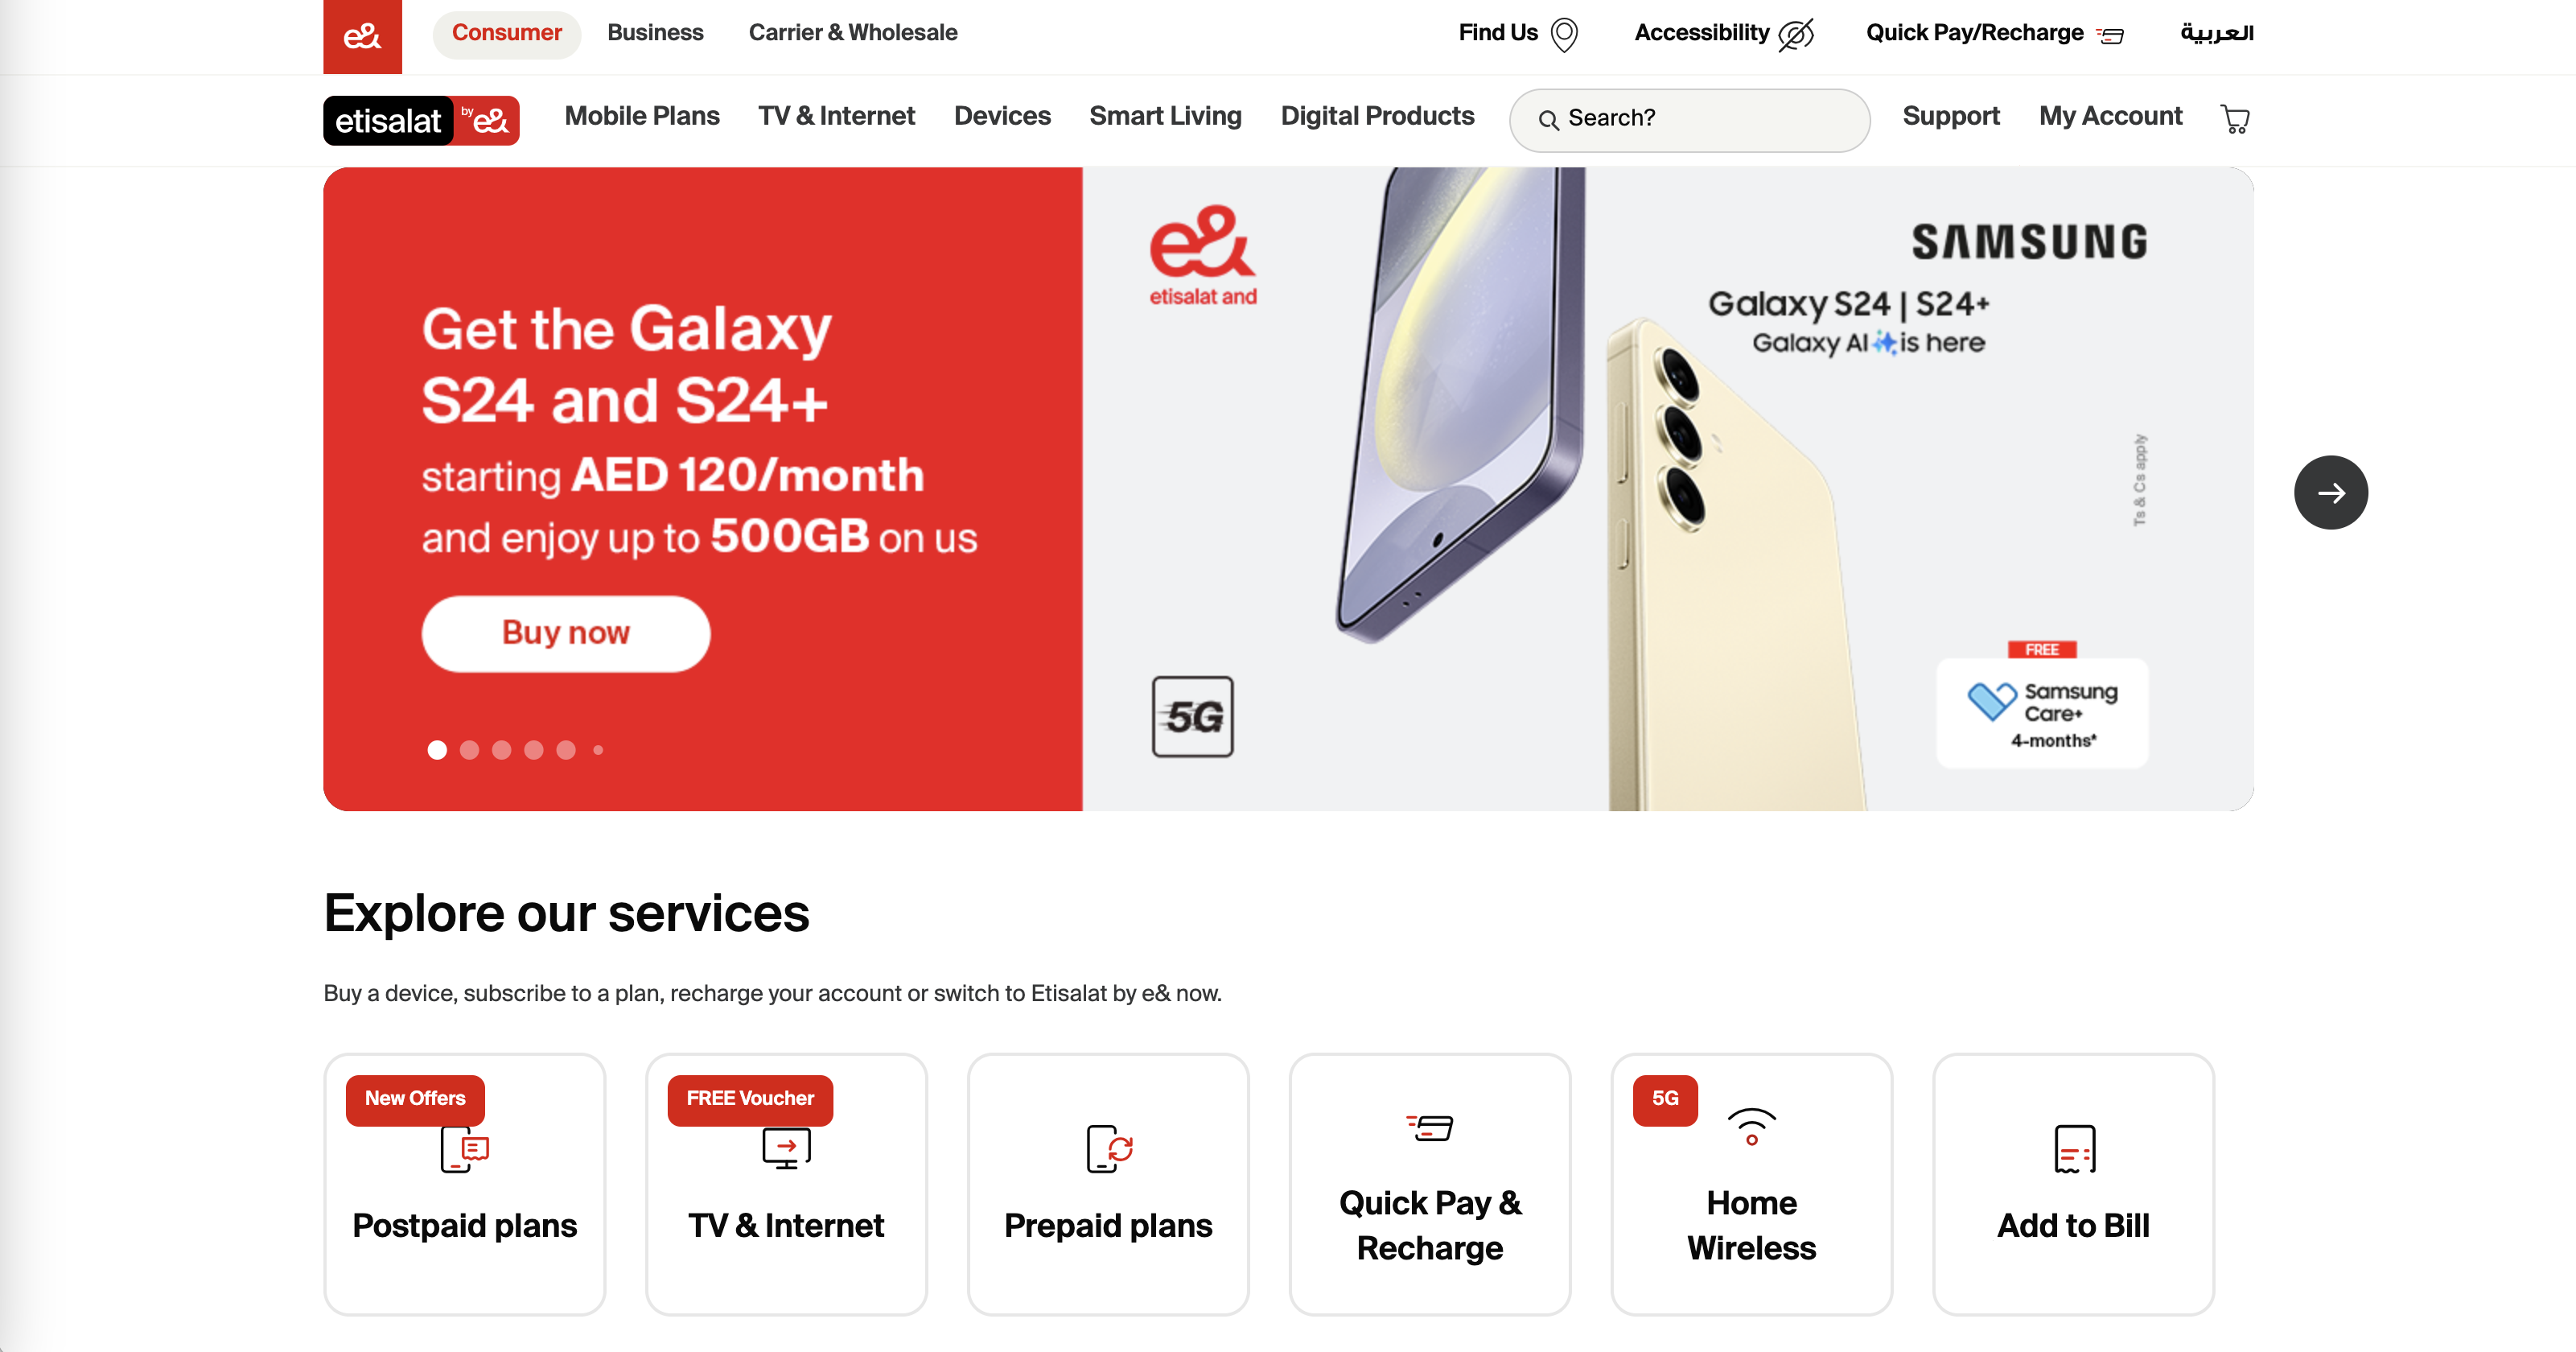 e&
Consumer
Business
Carrier & Wholesale
Find Us
Accessibility
Quick Pay/Recharge
العربية
etisalat by e&
Mobile Plans
TV & Internet
Devices
Smart Living
Digital Products
Search?
Support
My Account
Get the Galaxy
S24 and S24+
starting AED 120/month
and enjoy up to 500GB on us
Buy now
e&
etisalat and
5G
SAMSUNG
Galaxy S24 | S24+
Galaxy AI is here
Ts & Cs apply
FREE
Samsung
Care+
4-months*
Explore our services
Buy a device, subscribe to a plan, recharge your account or switch to Etisalat by e& now.
New Offers
Postpaid plans
FREE Voucher
TV & Internet
Prepaid plans
Quick Pay &
Recharge
5G
Home
Wireless
Add to Bill